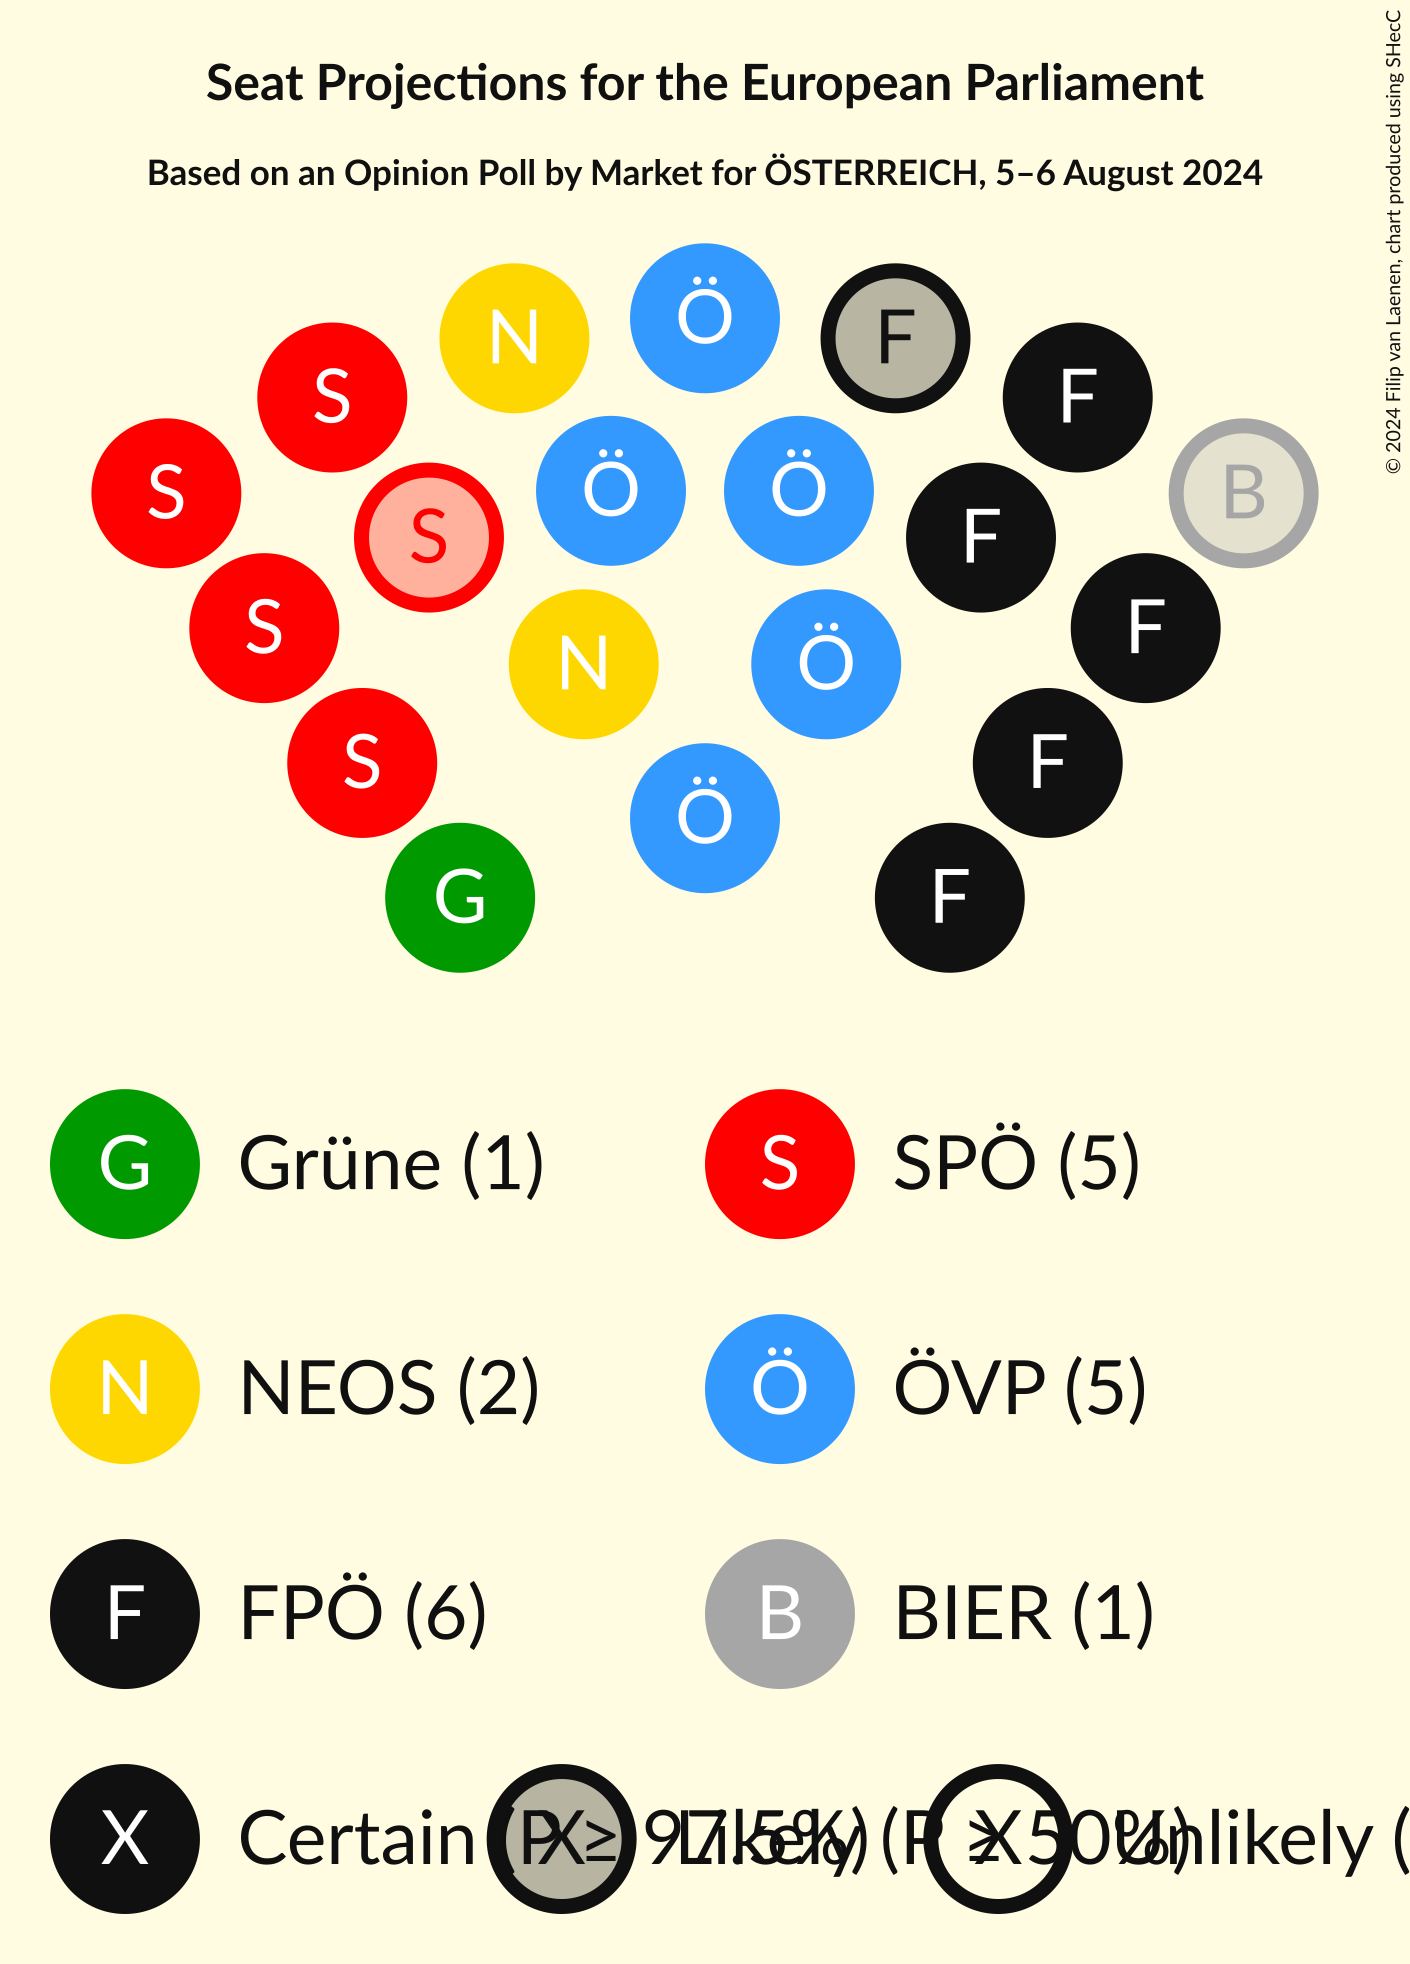 Seat Projections for the European Parliament
Based on an Opinion Poll by Market for ÖSTERREICH, 5–6 August 2024
© 2024 Filip van Laenen, chart produced using SHecC
Ö
N F
S F
Ö Ö
S B
S F
S F
N Ö
S F
Ö
G F
G Grüne (1) S SPÖ (5)
N NEOS (2) Ö ÖVP (5)
F FPÖ (6) B BIER (1)
X Certain (P ≥ 97.5%) X Likely (P ≥ 50%) X Unlikely (